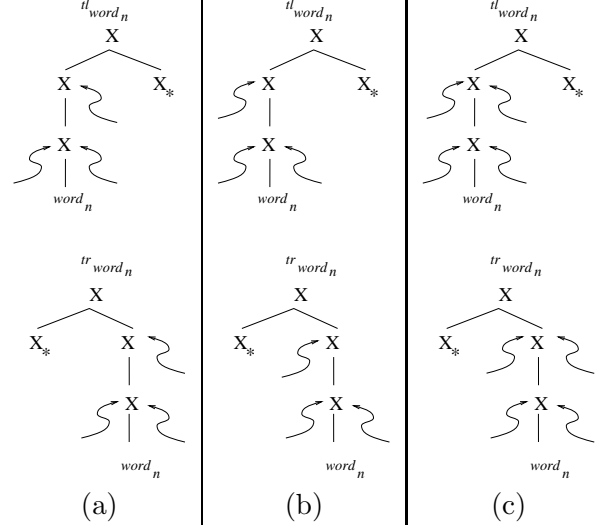 tl word n tl word n tl word n
X X X
X X* X X* X X*
X X X
word n word n word n
tr word n tr word n tr word n
X X X
X* X X* X X* X
X X X
word n word n word n
(a) (b) (c)